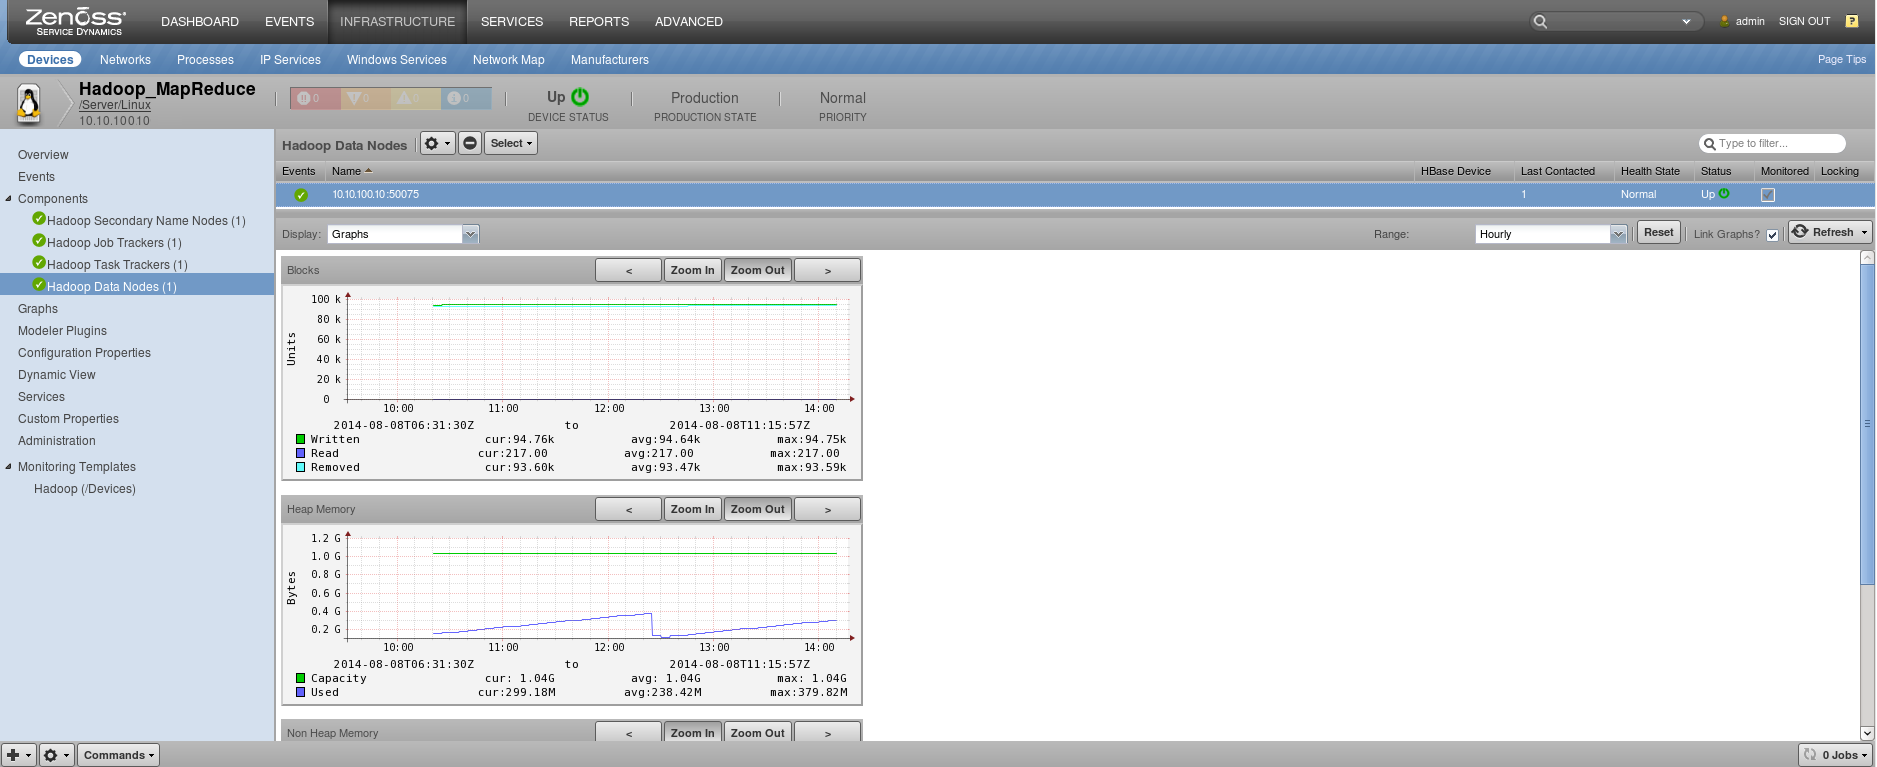 Zenoss
SERVICE DYNAMICS
DASHBOARD EVENTS INFRASTRUCTURE SERVICES REPORTS ADVANCED
admin SIGN OUT ?
Devices Networks Processes IP Services Windows Services Network Map Manufacturers Page Tips
Hadoop_MapReduce
/Server/Linux
10.10.100.10
0 0 0 0
Up Production Normal
DEVICE STATUS PRODUCTION STATE PRIORITY
Overview
Events
Components
Hadoop Secondary Name Nodes (1)
Hadoop Job Trackers (1)
Hadoop Task Trackers (1)
Hadoop Data Nodes (1)
Graphs
Modeler Plugins
Configuration Properties
Dynamic View
Services
Custom Properties
Administration
Monitoring Templates
Hadoop (/Devices)
Hadoop Data Nodes Select Type to filter...
Events Name HBase Device Last Contacted Health State Status Monitored Locking
10.10.100.10:50075 1 Normal Up
Display: Graphs Range: Hourly Reset Link Graphs? Refresh
Blocks < Zoom In Zoom Out >
Units
100 k
80 k
60 k
40 k
20 k
0
10:00 11:00 12:00 13:00 14:00
2014-08-08T06:31:30Z to 2014-08-08T11:15:57Z
Written cur:94.76k avg:94.64k max:94.75k
Read cur:217.00 avg:217.00 max:217.00
Removed cur:93.60k avg:93.47k max:93.59k
Heap Memory < Zoom In Zoom Out >
Bytes
1.2 G
1.0 G
0.8 G
0.6 G
0.4 G
0.2 G
10:00 11:00 12:00 13:00 14:00
2014-08-08T06:31:30Z to 2014-08-08T11:15:57Z
Capacity cur: 1.04G avg: 1.04G max: 1.04G
Used cur:299.18M avg:238.42M max:379.82M
Non Heap Memory < Zoom In Zoom Out >
Commands 0 Jobs